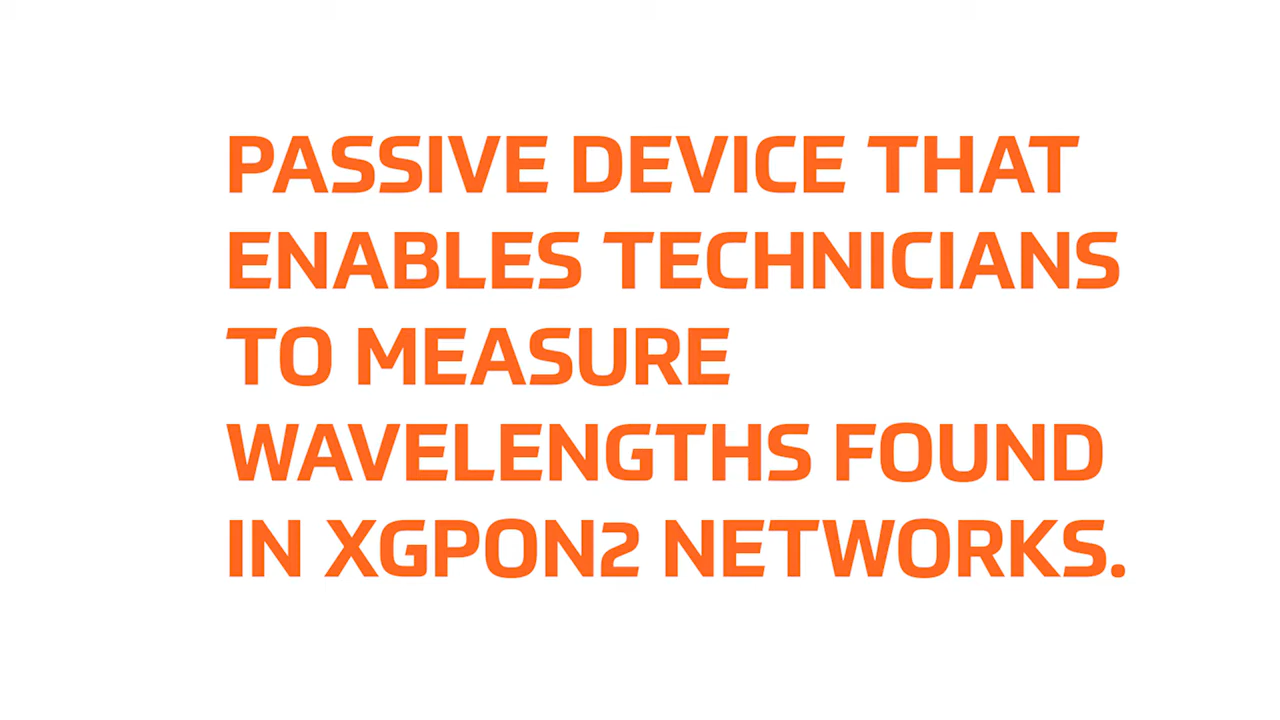 PASSIVE DEVICE THAT
ENABLES TECHNICIANS
TO MEASURE
WAVELENGTHS FOUND
IN XGPON2 NETWORKS.